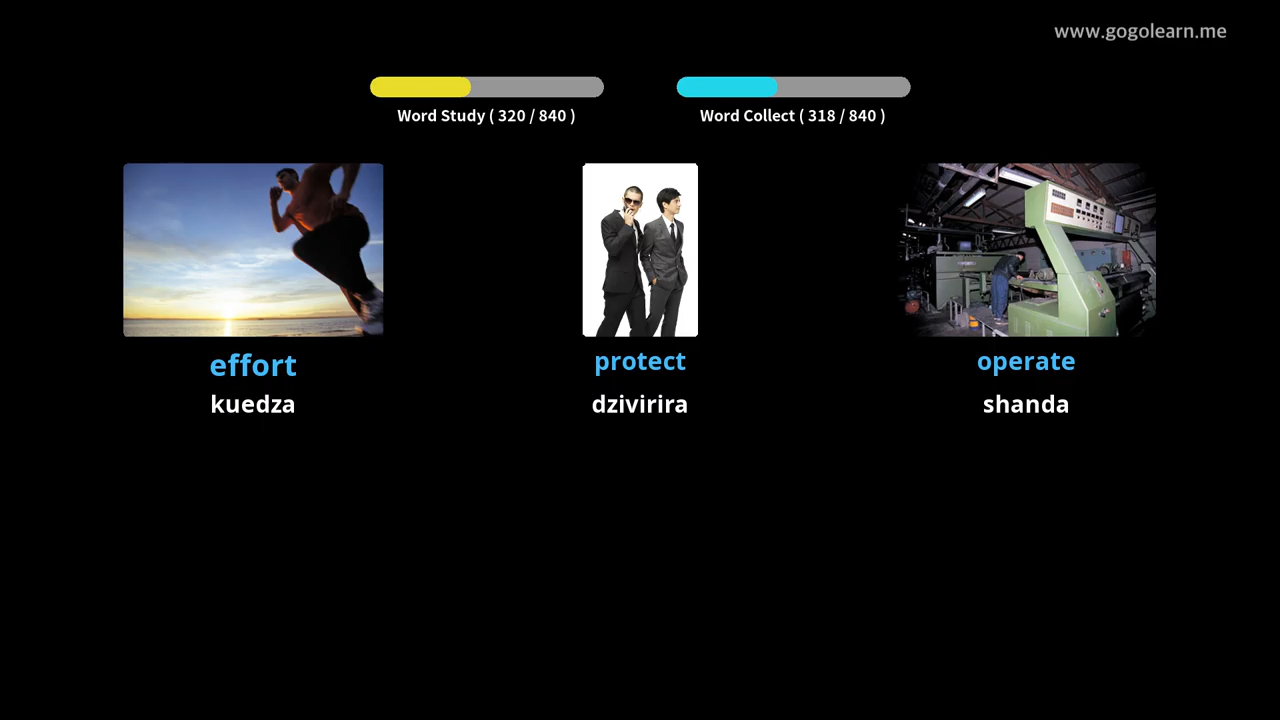 www.gogolearn.me
Word Study ( 320 / 840 )
Word Collect ( 318 / 840 )
effort
protect
operate
kuedza
dzivirira
shanda